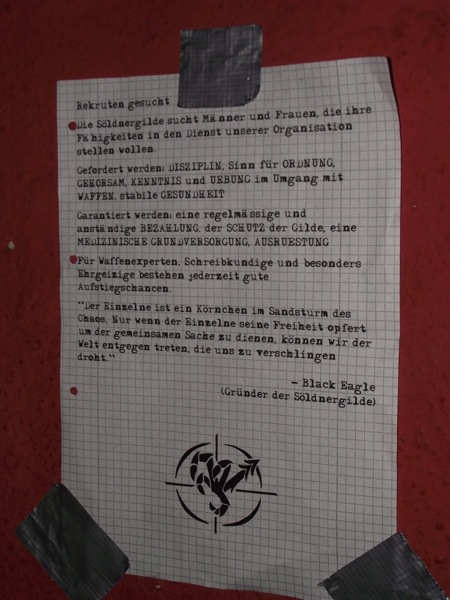 Rekruten gesucht
Die Söldnergilde sucht Männer und Frauen, die ihre
Fähigkeiten in den Dienst unserer Organisation
stellen wollen.
Gefordert werden: DISZIPLIN, Sinn für ORDNUNG,
GEHORSAM, KENNTNIS und UEBUNG im Umgang mit
WAFFEN, stabile GESUNDHEIT
Garantiert werden: eine regelmässige und
anständige BEZAHLUNG, der SCHUTZ der Gilde, eine
MEDIZINISCHE GRUNDVERSORGUNG, AUSRUESTUNG
Für Waffenexperten, Schreibkundige und besonders
Ehrgeizige bestehen jederzeit gute
Aufstiegschancen.
"Der Einzelne ist ein Körnchen im Sandsturm des
Chaos. Nur wenn der Einzelne seine Freiheit opfert
um der gemeinsamen Sache zu dienen, können wir der
Welt entgegen treten, die uns zu verschlingen
droht."
- Black Eagle
(Gründer der Söldnergilde)